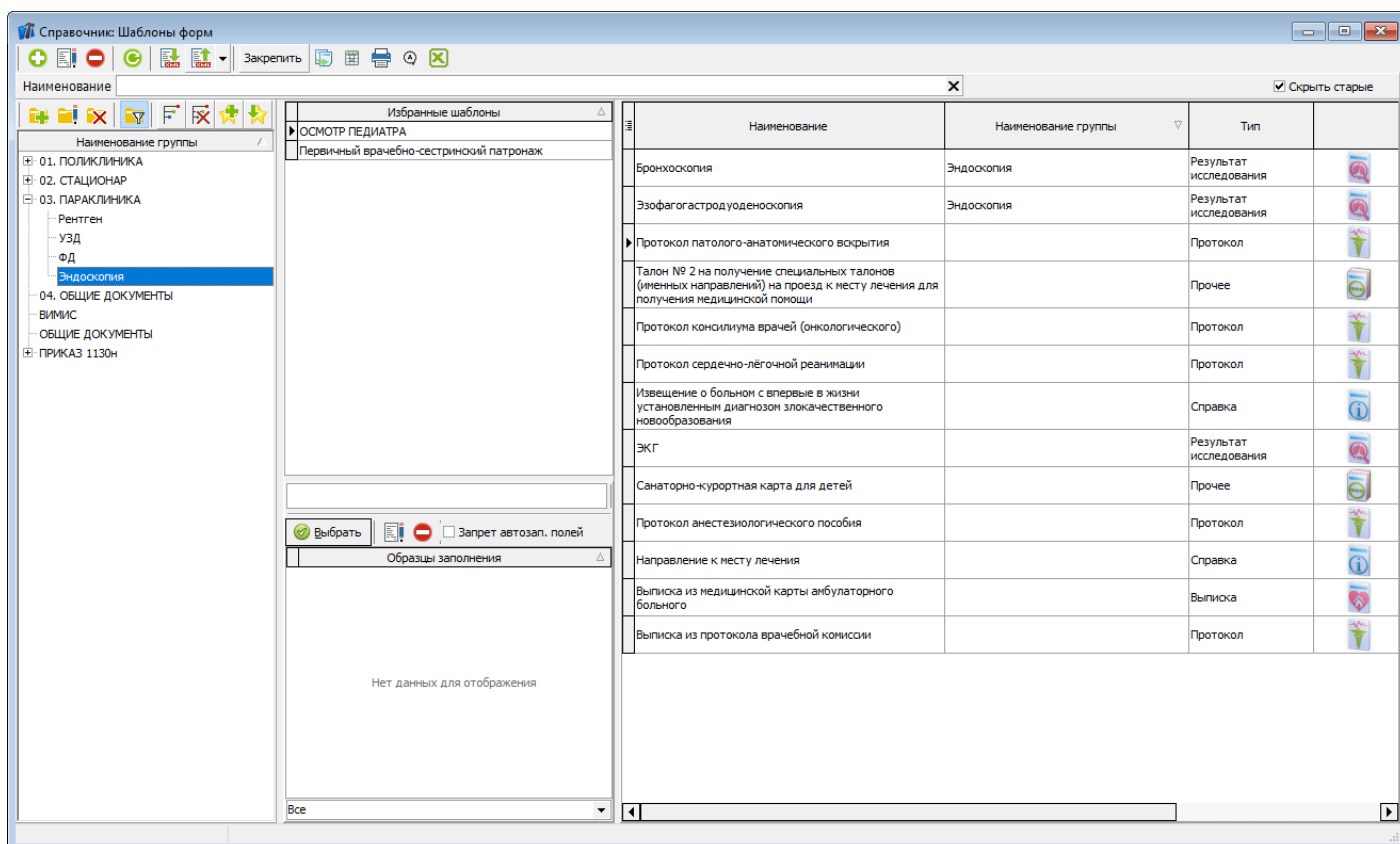 Справочник: Шаблоны форм
XML XML Закрепить
Наименование
Скрыть старые
Наименование группы
01. ПОЛИКЛИНИКА
02. СТАЦИОНАР
03. ПАРАКЛИНИКА
Рентген
УЗД
ФД
Эндоскопия
04. ОБЩИЕ ДОКУМЕНТЫ
ВИМИС
ОБЩИЕ ДОКУМЕНТЫ
ПРИКАЗ 1130н
Избранные шаблоны
ОСМОТР ПЕДИАТРА
Первичный врачебно-сестринский патронаж
Выбрать
Запрет автозап. полей
Образцы заполнения
Нет данных для отображения
Все
Наименование Наименование группы Тип
Бронхоскопия Эндоскопия Результат
исследования
Эзофагогастродуоденоскопия Эндоскопия Результат
исследования
Протокол патолого-анатомического вскрытия Протокол
Талон № 2 на получение специальных талонов
(именных направлений) на проезд к месту лечения для
получения медицинской помощи
Прочее
Протокол консилиума врачей (онкологического) Протокол
Протокол сердечно-лёгочной реанимации Протокол
Извещение о больном с впервые в жизни
установленным диагнозом злокачественного
новообразования
Справка
ЭКГ Результат
исследования
Санаторно-курортная карта для детей Прочее
Протокол анестезиологического пособия Протокол
Направление к месту лечения Справка
Выписка из медицинской карты амбулаторного
больного
Выписка
Выписка из протокола врачебной комиссии Протокол